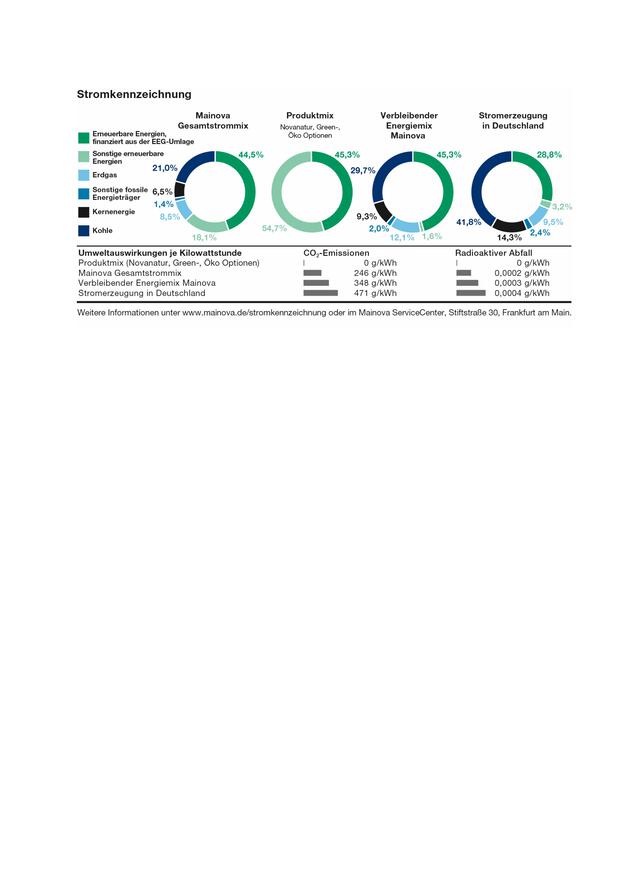 Stromkennzeichnung
Mainova
Gesamtstrommix
Produktmix
Novanatur, Green-,
Öko Optionen
Verbleibender
Energiemix
Mainova
Stromerzeugung
in Deutschland
Erneuerbare Energien,
finanziert aus der EEG-Umlage
Sonstige erneuerbare
Energien
Erdgas
Sonstige fossile
Energieträger
Kernenergie
Kohle
44,5%
21,0%
6,5%
1,4%
8,5%
18,1%
45,3%
54,7%
45,3%
29,7%
9,3%
2,0%
12,1%
1,6%
28,8%
3,2%
9,5%
2,4%
14,3%
41,8%
Umweltauswirkungen je Kilowattstunde CO₂-Emissionen Radioaktiver Abfall
Produktmix (Novanatur, Green-, Öko Optionen) 0 g/kWh 0 g/kWh
Mainova Gesamtstrommix 246 g/kWh 0,0002 g/kWh
Verbleibender Energiemix Mainova 348 g/kWh 0,0003 g/kWh
Stromerzeugung in Deutschland 471 g/kWh 0,0004 g/kWh
Weitere Informationen unter www.mainova.de/stromkennzeichnung oder im Mainova ServiceCenter, Stiftstraße 30, Frankfurt am Main.